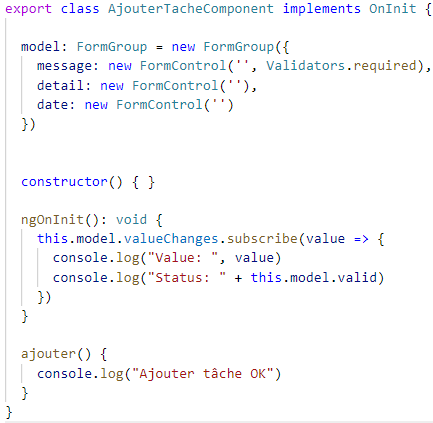 export class AjouterTacheComponent implements OnInit {
model: FormGroup = new FormGroup({
message: new FormControl('', Validators.required),
detail: new FormControl(''),
date: new FormControl('')
})
constructor() { }
ngOnInit(): void {
this.model.valueChanges.subscribe(value => {
console.log("Value: ", value)
console.log("Status: " + this.model.valid)
})
}
ajouter() {
console.log("Ajouter tâche OK")
}
}